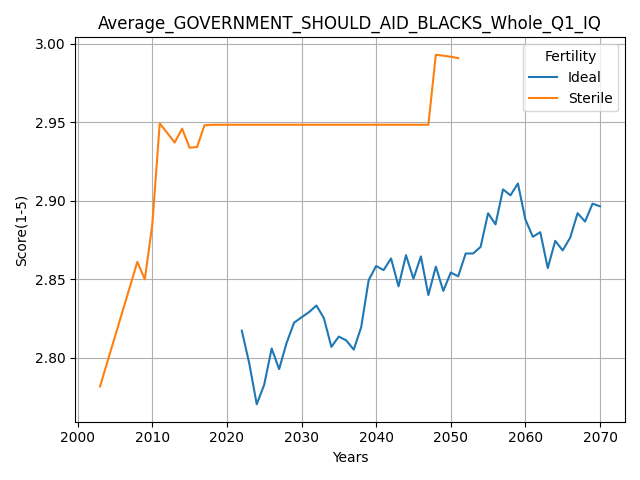 Average_GOVERNMENT_SHOULD_AID_BLACKS_Whole_Q1_IQ
3.00
2.95
2.90
2.85
2.80
Score(1-5)
Fertility
Ideal
Sterile
2000 2010 2020 2030 2040 2050 2060 2070
Years